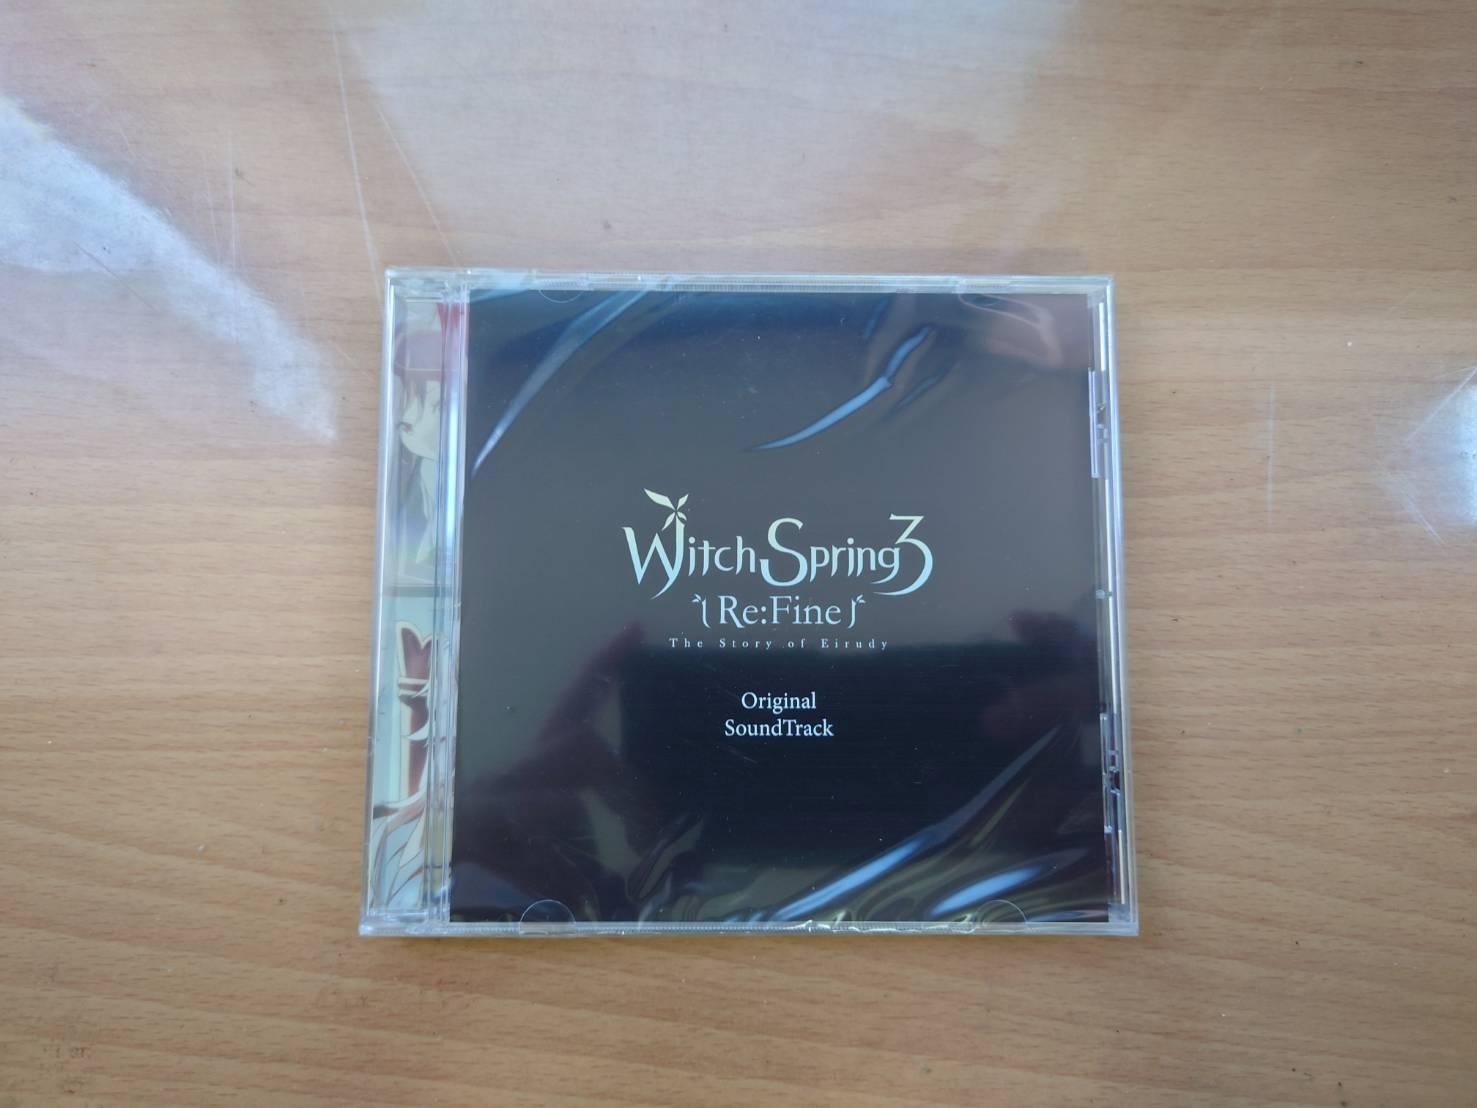 WitchSpring3
[Re:Fine]
The Story of Eirudy
Original
SoundTrack